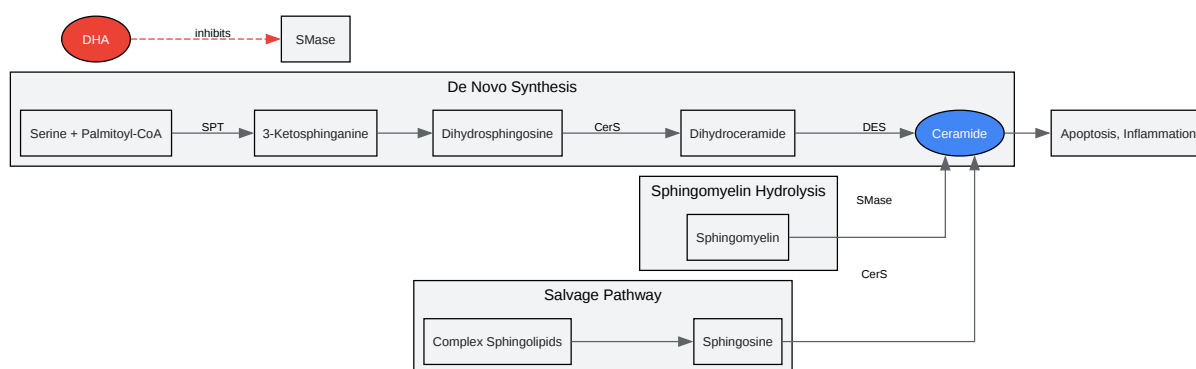 DHA
inhibits
SMase
De Novo Synthesis
Serine + Palmitoyl-CoA
SPT
3-Ketosphinganine
Dihydrosphingosine
CerS
Dihydroceramide
DES
Ceramide
Apoptosis, Inflammation
Sphingomyelin Hydrolysis
SMase
Sphingomyelin
CerS
Salvage Pathway
Complex Sphingolipids
Sphingosine